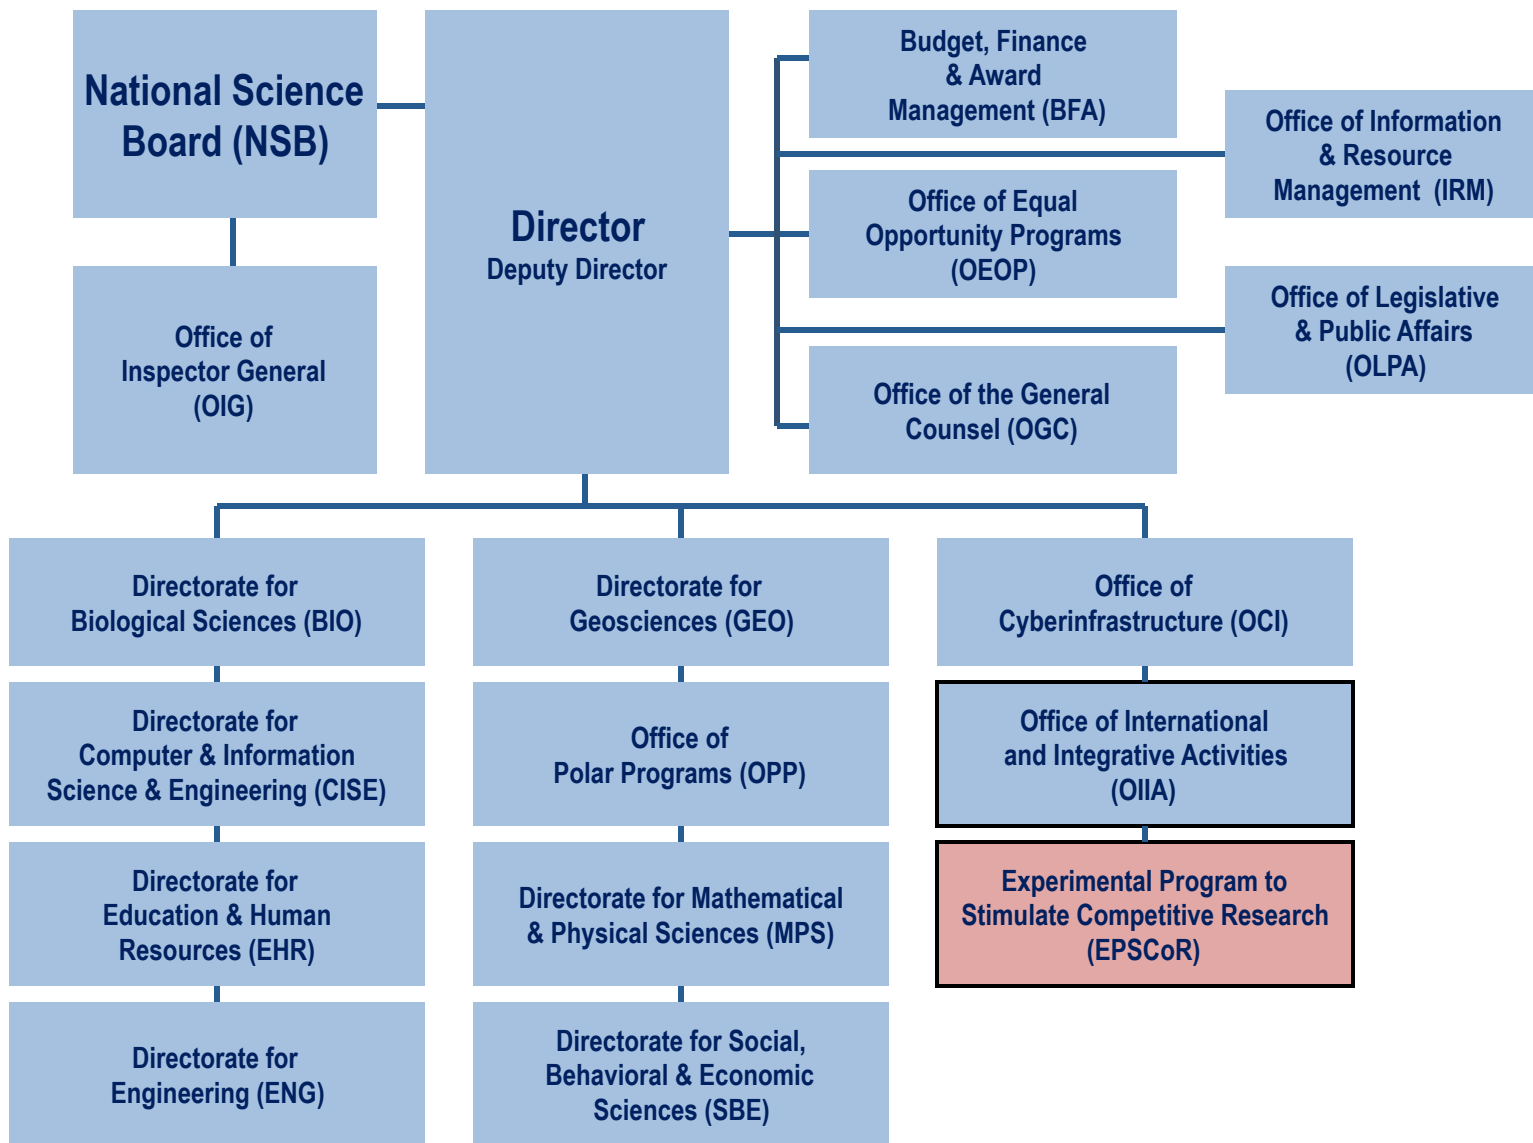 National Science
Board (NSB)
Director
Deputy Director
Budget, Finance
& Award
Management (BFA)
Office of Information
& Resource
Management (IRM)
Office of Equal
Opportunity Programs
(OEOP)
Office of Legislative
& Public Affairs
(OLPA)
Office of the General
Counsel (OGC)
Office of
Inspector General
(OIG)
Directorate for
Biological Sciences (BIO)
Directorate for
Computer & Information
Science & Engineering (CISE)
Directorate for
Education & Human
Resources (EHR)
Directorate for
Engineering (ENG)
Directorate for
Geosciences (GEO)
Office of
Polar Programs (OPP)
Directorate for Mathematical
& Physical Sciences (MPS)
Directorate for Social,
Behavioral & Economic
Sciences (SBE)
Office of
Cyberinfrastructure (OCI)
Office of International
and Integrative Activities
(OIIA)
Experimental Program to
Stimulate Competitive Research
(EPSCoR)